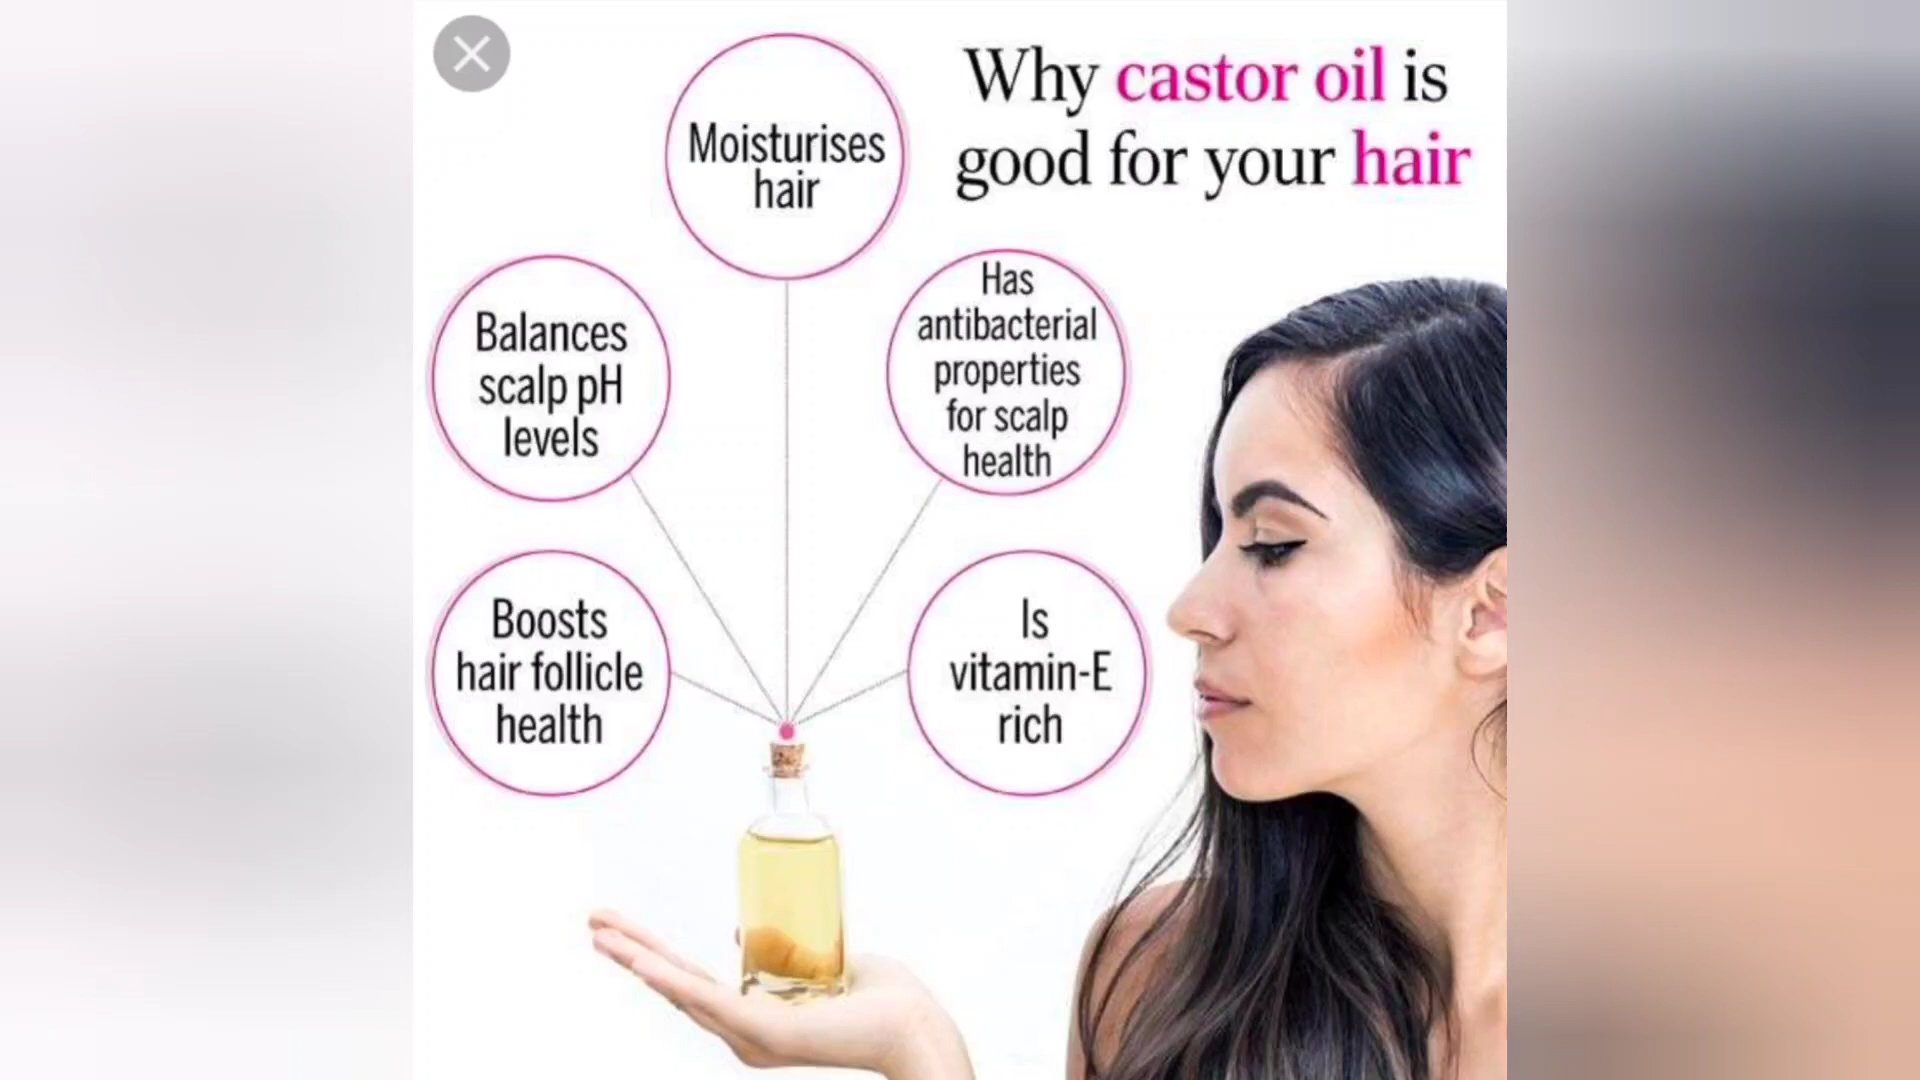 Why castor oil is
good for your hair
Moisturises
hair
Balances
scalp pH
levels
Has
antibacterial
properties
for scalp
health
Boosts
hair follicle
health
Is
vitamin-E
rich